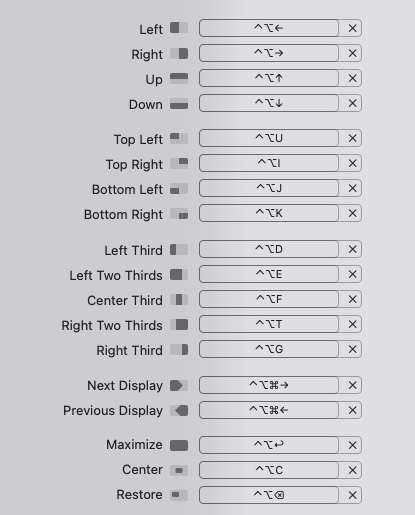 Left ^⌥←
Right ^⌥→
Up ^⌥↑
Down ^⌥↓
Top Left ^⌥U
Top Right ^⌥I
Bottom Left ^⌥J
Bottom Right ^⌥K
Left Third ^⌥D
Left Two Thirds ^⌥E
Center Third ^⌥F
Right Two Thirds ^⌥T
Right Third ^⌥G
Next Display ^⌥⌘→
Previous Display ^⌥⌘←
Maximize ^⌥↩
Center ^⌥C
Restore ^⌥⌫